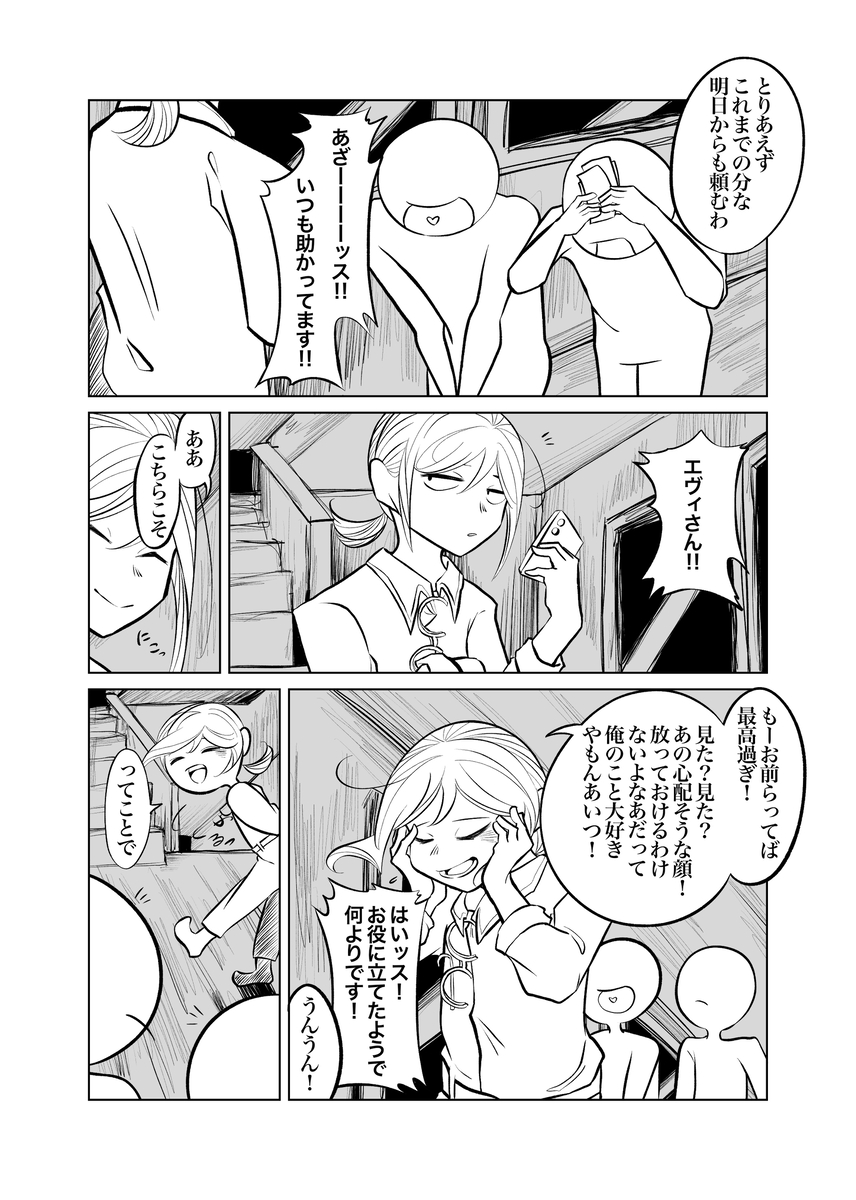 とりあえず
これまでの分な
明日からも頼むわ
あざーーーーッス!!
いつも助かってます!!
エヴィさん!!
ああ
こちらこそ
にこ
もーお前らってば
最高過ぎ！
見た？見た？
あの心配そうな顔！
放っておけるわけ
ないよなあだって
俺のこと大好き
やもんあいつ！
はいッス！
お役に立てたようで
何よりです！
うんうん！
ってことで